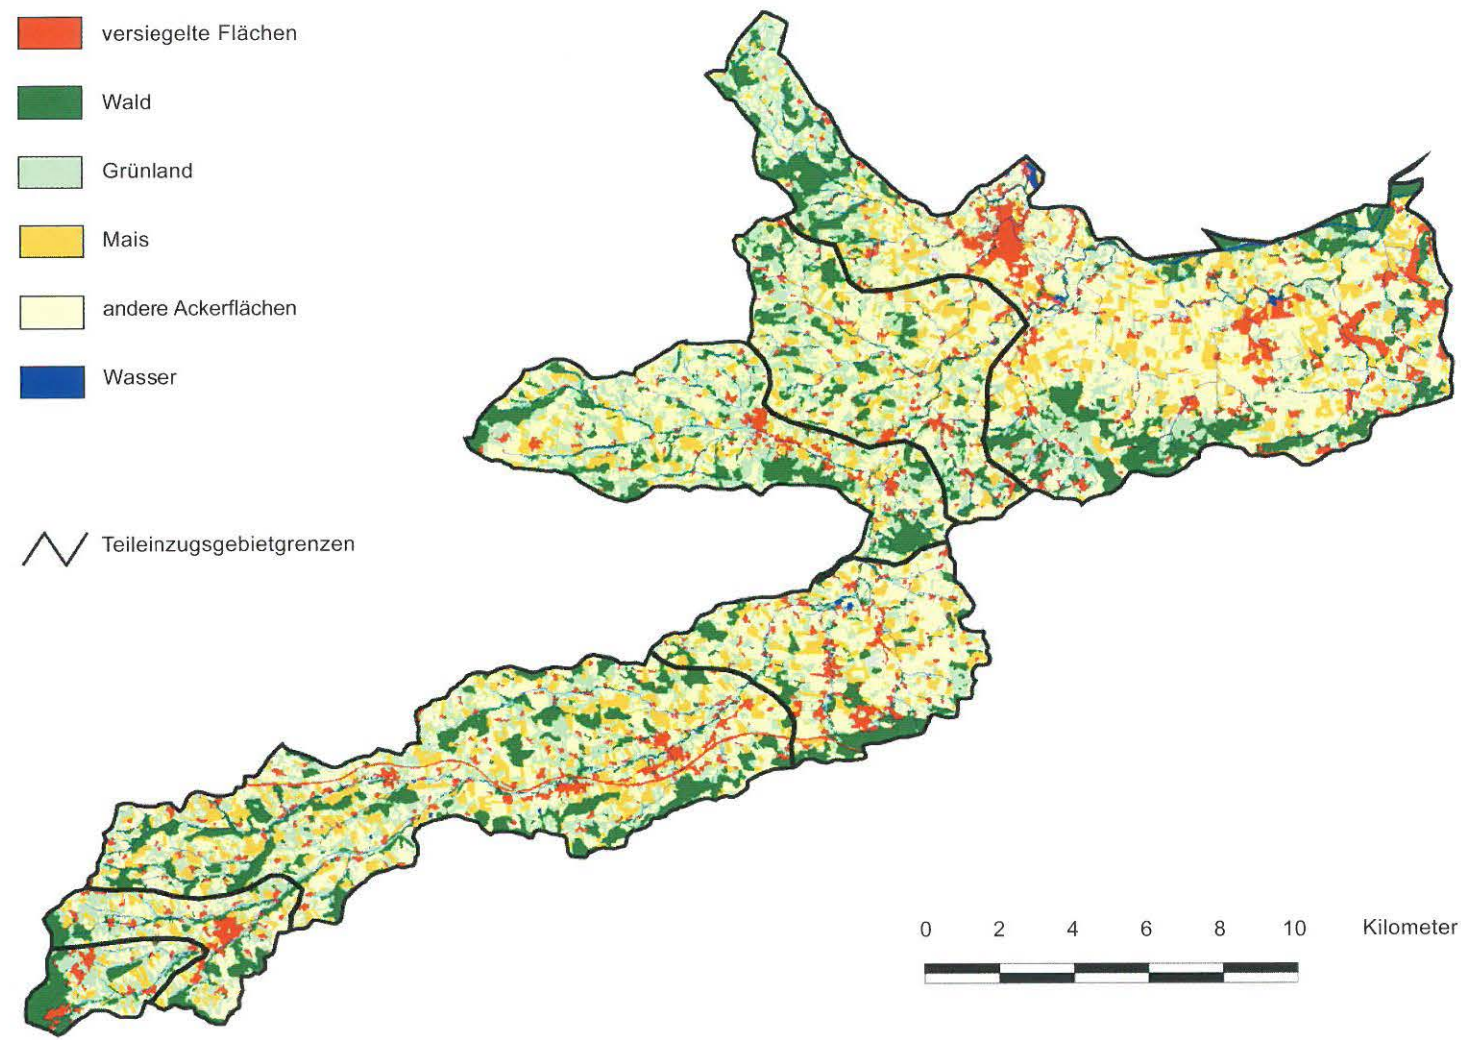 versiegelte Flächen
Wald
Grünland
Mais
andere Ackerflächen
Wasser
Teileinzugsgebietgrenzen
0 2 4 6 8 10 Kilometer